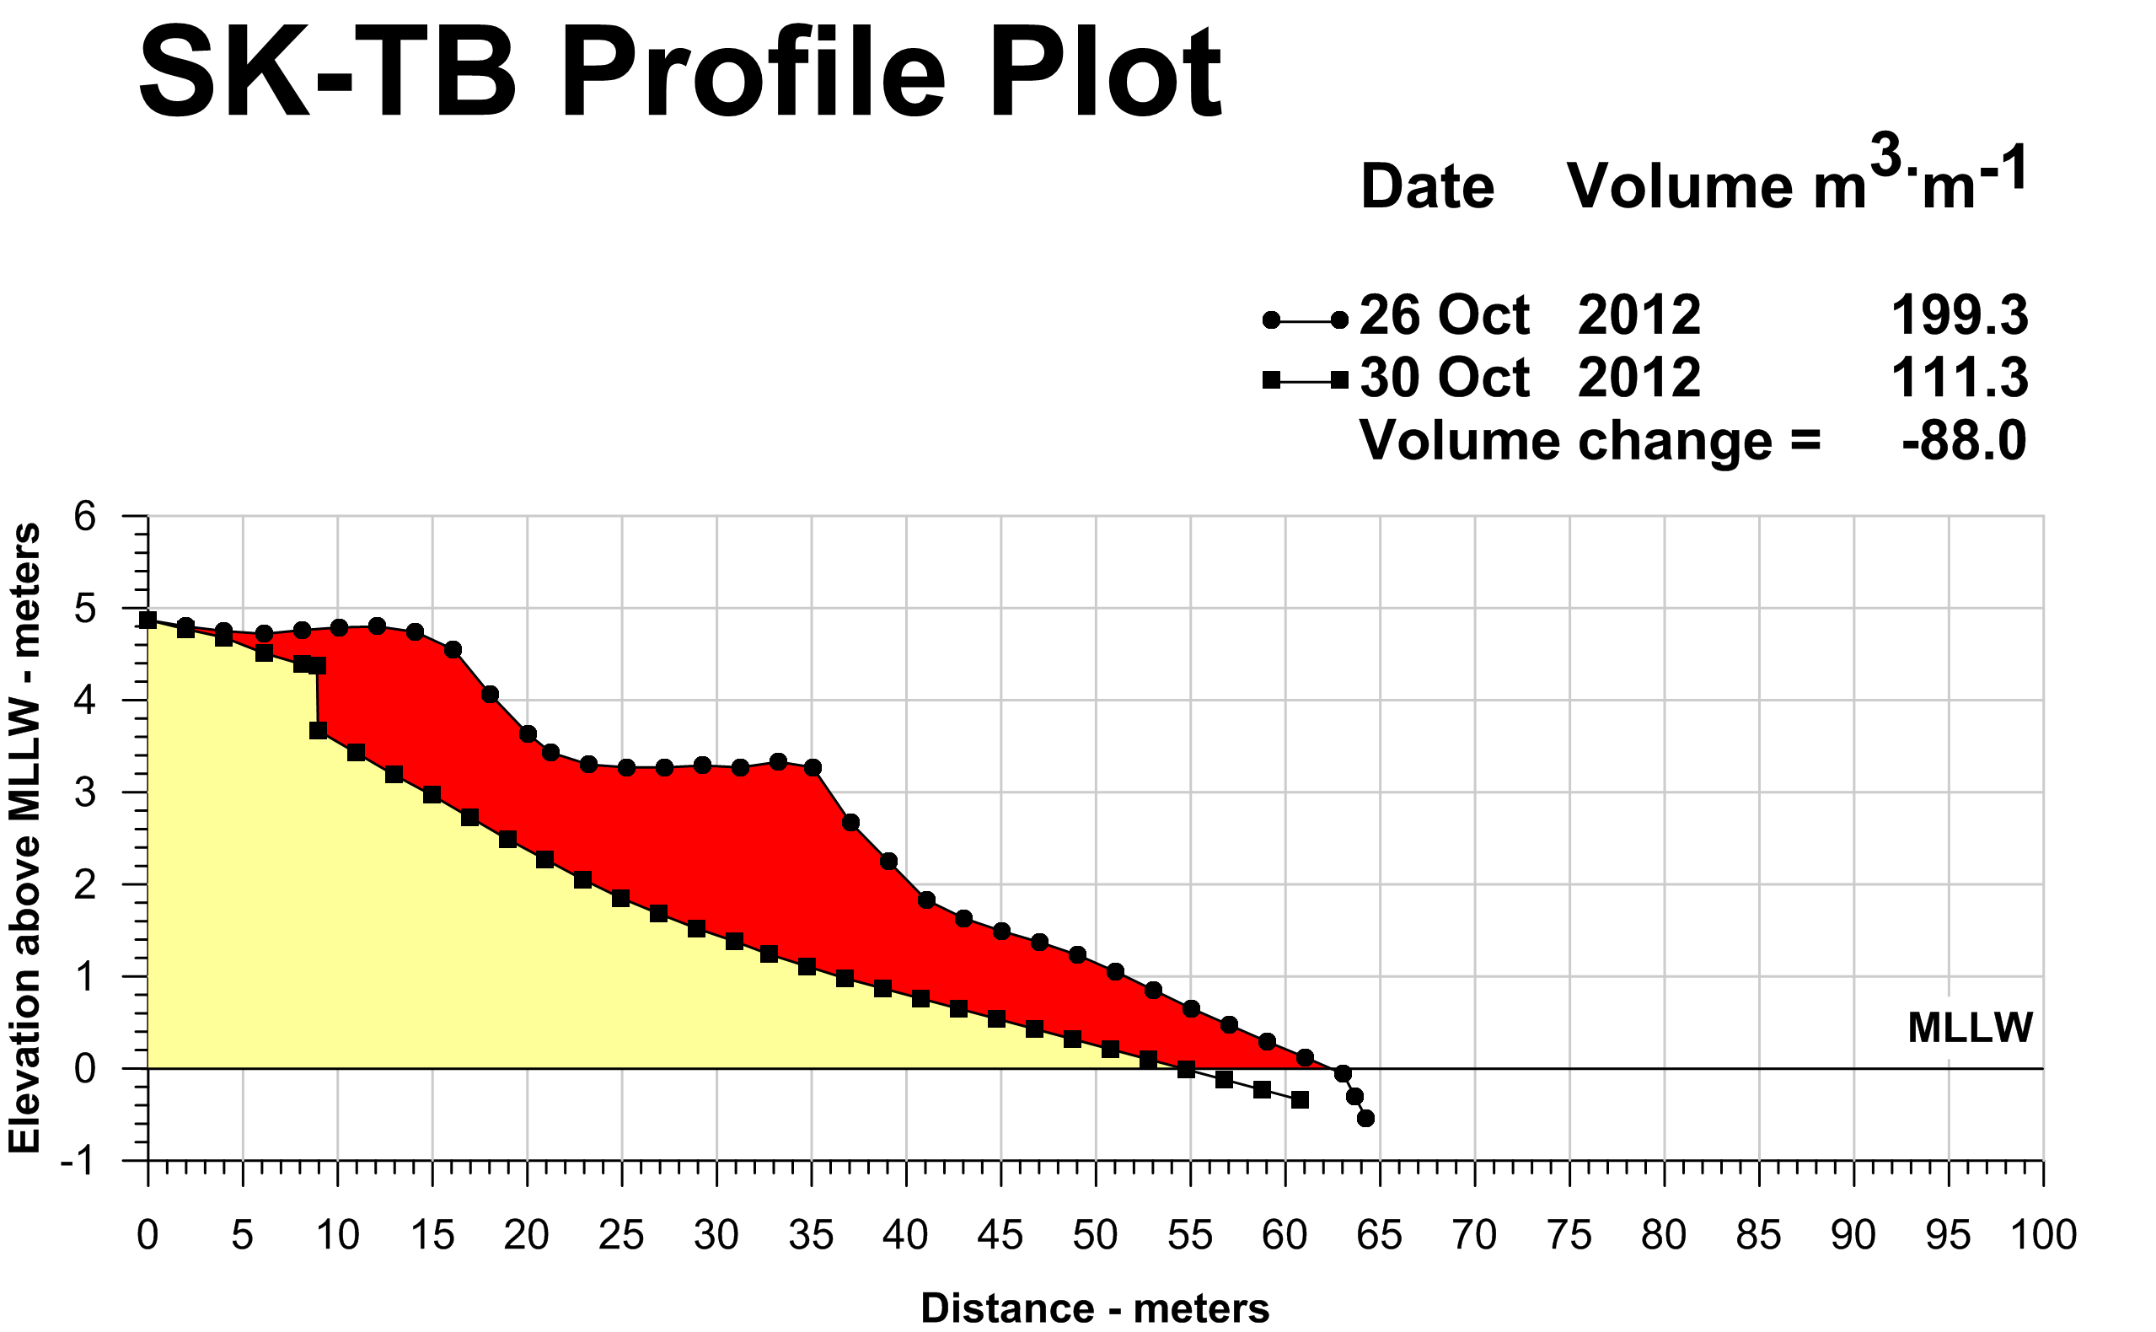 SK-TB Profile Plot
Date Volume m³·m⁻¹
26 Oct 2012 199.3
30 Oct 2012 111.3
Volume change = -88.0
Elevation above MLLW - meters
6
5
4
3
2
1
0
-1
MLLW
0 5 10 15 20 25 30 35 40 45 50 55 60 65 70 75 80 85 90 95 100
Distance - meters